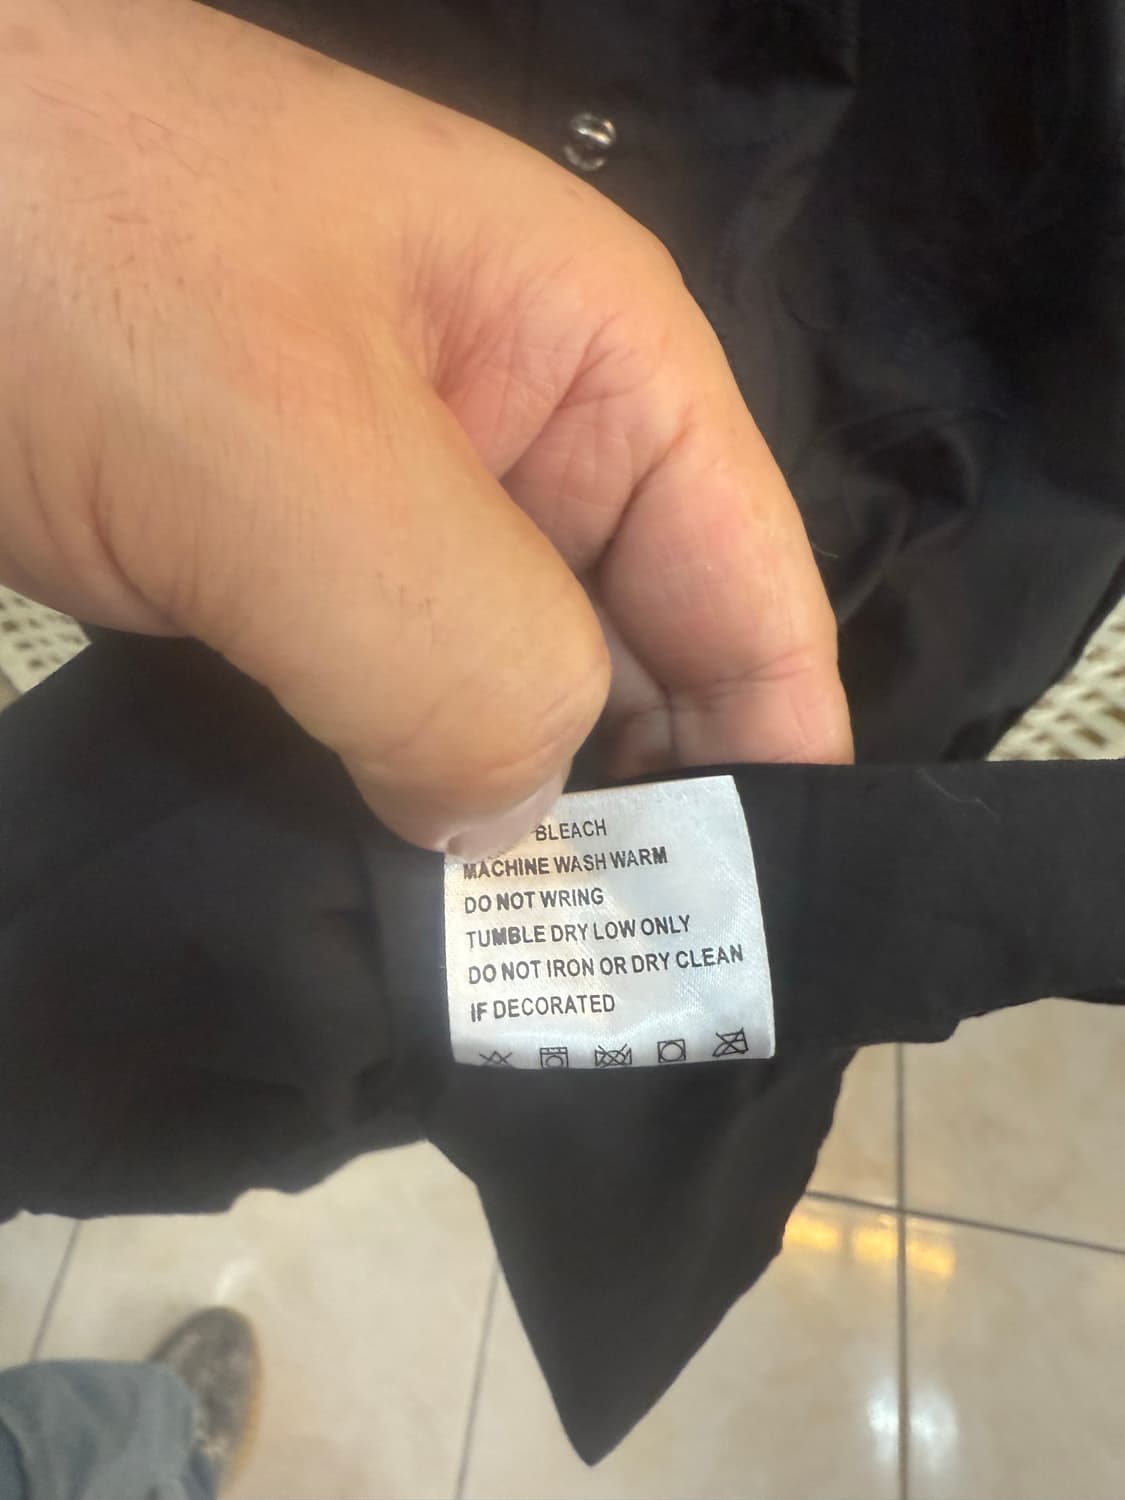 BLEACH
MACHINE WASH WARM
DO NOT WRING
TUMBLE DRY LOW ONLY
DO NOT IRON OR DRY CLEAN
IF DECORATED